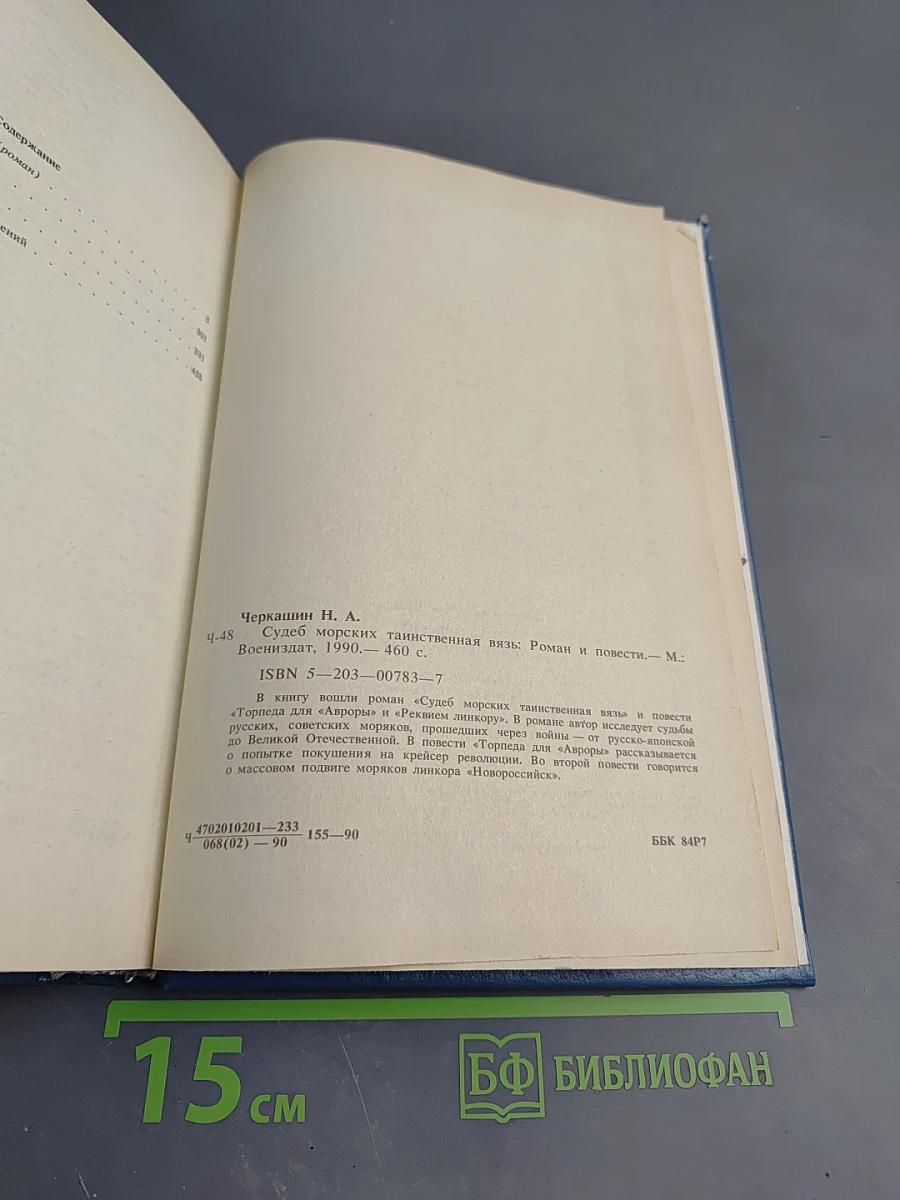 Содержание
(роман)
ений
5
301
331
458
Черкашин Н. А.
Ч-48 Судеб морских таинственная вязь: Роман и повести.— М.:
Воениздат, 1990.— 460 с.
ISBN 5—203—00783—7
В книгу вошли роман «Судеб морских таинственная вязь» и повести
«Торпеда для «Авроры» и «Реквием линкору». В романе автор исследует судьбы
русских, советских моряков, прошедших через войны — от русско-японской
до Великой Отечественной. В повести «Торпеда для «Авроры» рассказывается
о попытке покушения на крейсер революции. Во второй повести говорится
о массовом подвиге моряков линкора «Новороссийск».
Ч 4702010201—233 155—90
068(02) — 90
ББК 84Р7
15 см
БФ БИБЛИОФАН